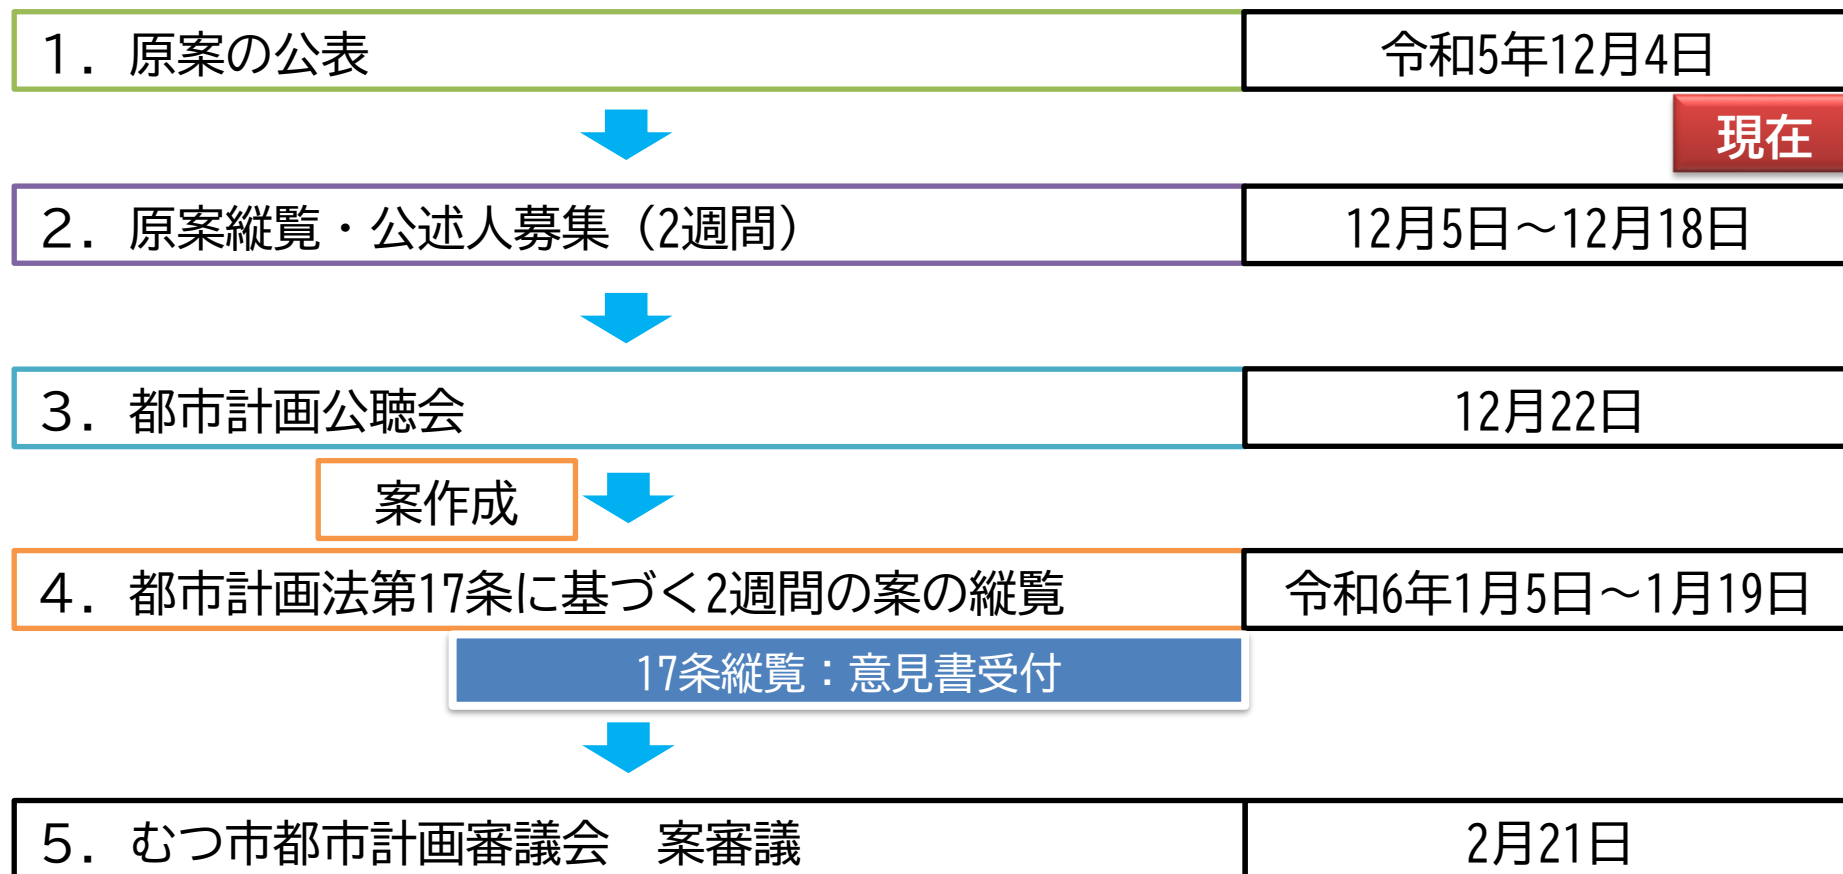 １．原案の公表
令和5年12月4日
現在
２．原案縦覧・公述人募集（2週間）
12月5日～12月18日
３．都市計画公聴会
12月22日
案作成
４．都市計画法第17条に基づく2週間の案の縦覧
令和6年1月5日～1月19日
17条縦覧：意見書受付
５．むつ市都市計画審議会　案審議
2月21日